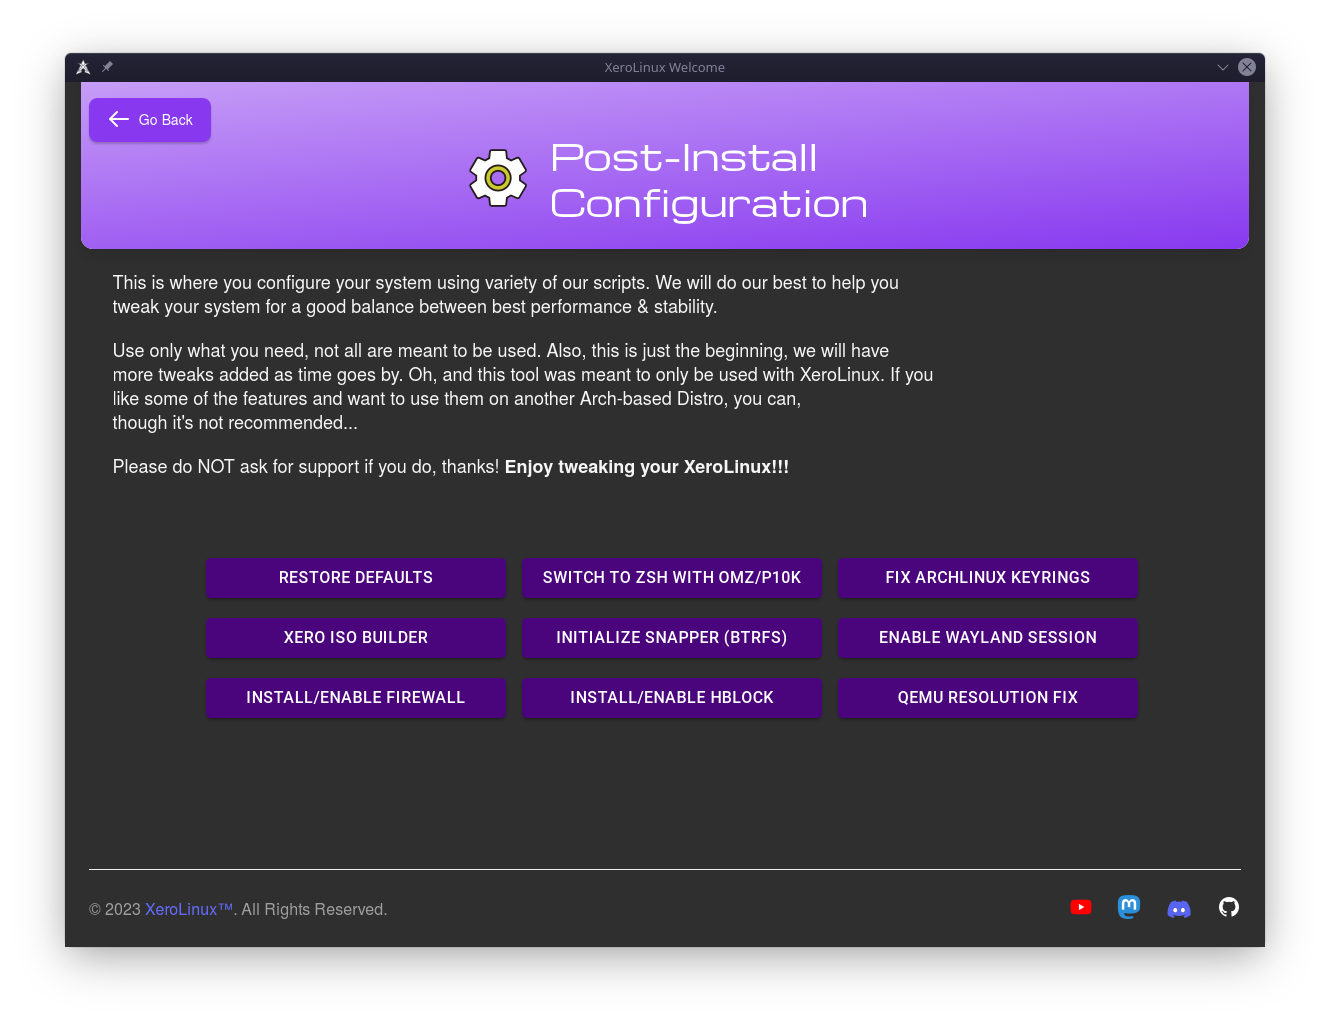 XeroLinux Welcome
Go Back
Post-Install
Configuration
This is where you configure your system using variety of our scripts. We will do our best to help you
tweak your system for a good balance between best performance & stability.
Use only what you need, not all are meant to be used. Also, this is just the beginning, we will have
more tweaks added as time goes by. Oh, and this tool was meant to only be used with XeroLinux. If you
like some of the features and want to use them on another Arch-based Distro, you can,
though it's not recommended...
Please do NOT ask for support if you do, thanks! Enjoy tweaking your XeroLinux!!!
RESTORE DEFAULTS
SWITCH TO ZSH WITH OMZ/P10K
FIX ARCHLINUX KEYRINGS
XERO ISO BUILDER
INITIALIZE SNAPPER (BTRFS)
ENABLE WAYLAND SESSION
INSTALL/ENABLE FIREWALL
INSTALL/ENABLE HBLOCK
QEMU RESOLUTION FIX
© 2023 XeroLinux™. All Rights Reserved.